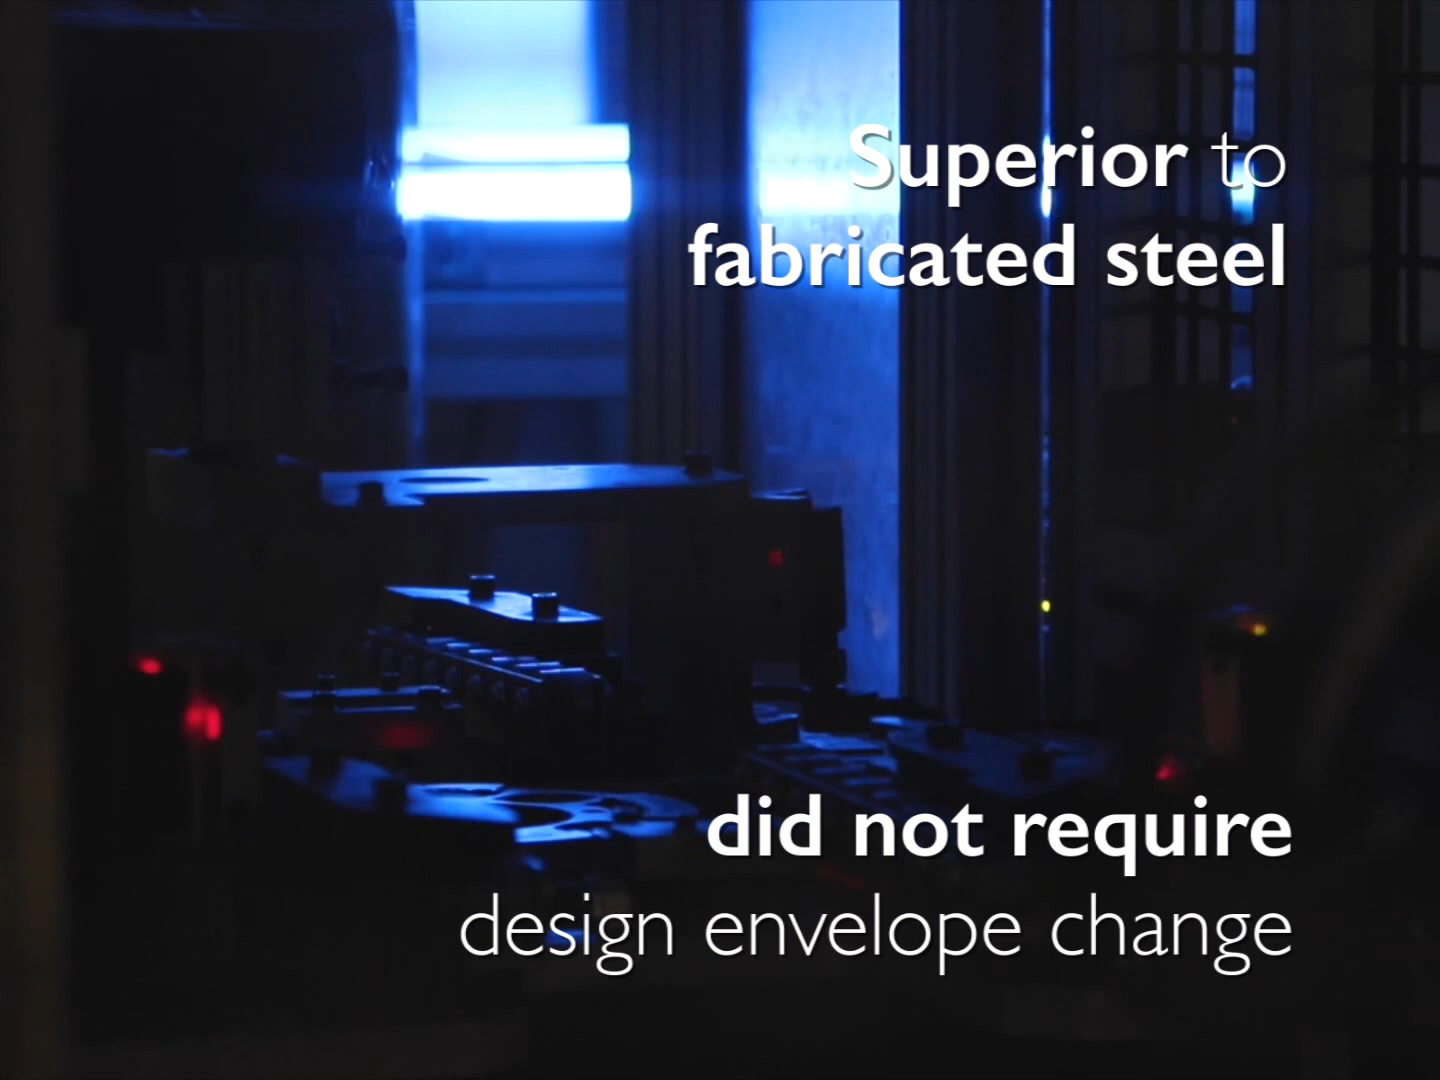 Superior to
fabricated steel
did not require
design envelope change